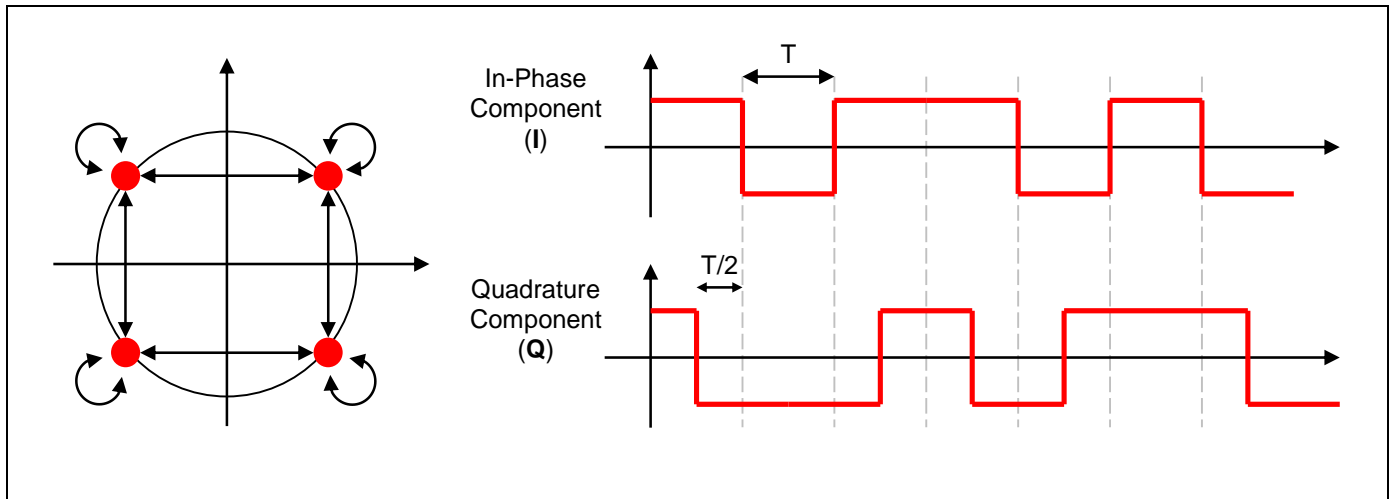 T
In-Phase
Component
(I)
T/2
Quadrature
Component
(Q)